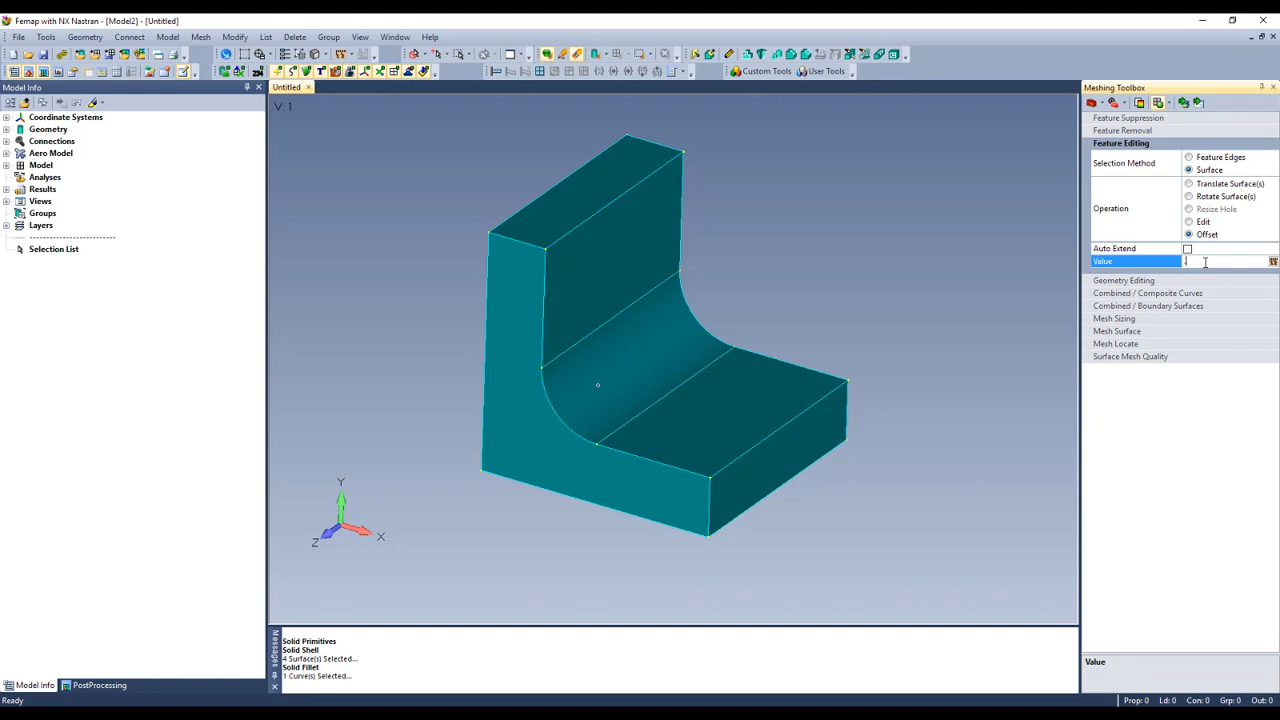 Femap with NX Nastran - [Model2] - [Untitled]
File Tools Geometry Connect Model Mesh Modify List Delete Group View Window Help
Custom Tools User Tools
Model Info
Coordinate Systems
Geometry
Connections
Aero Model
Model
Analyses
Results
Views
Groups
Layers
Selection List
Model Info PostProcessing
Ready
Untitled
V: 1
Y
X
Z
Messages
Solid Primitives
Solid Shell
4 Surface(s) Selected...
Solid Fillet
1 Curve(s) Selected...
Meshing Toolbox
Feature Suppression
Feature Removal
Feature Editing
Selection Method
Feature Edges
Surface
Operation
Translate Surface(s)
Rotate Surface(s)
Resize Hole
Edit
Offset
Auto Extend
Value
Geometry Editing
Combined / Composite Curves
Combined / Boundary Surfaces
Mesh Sizing
Mesh Surface
Mesh Locate
Surface Mesh Quality
Value
Prop: 0 Ld: 0 Con: 0 Grp: 0 Out: 0